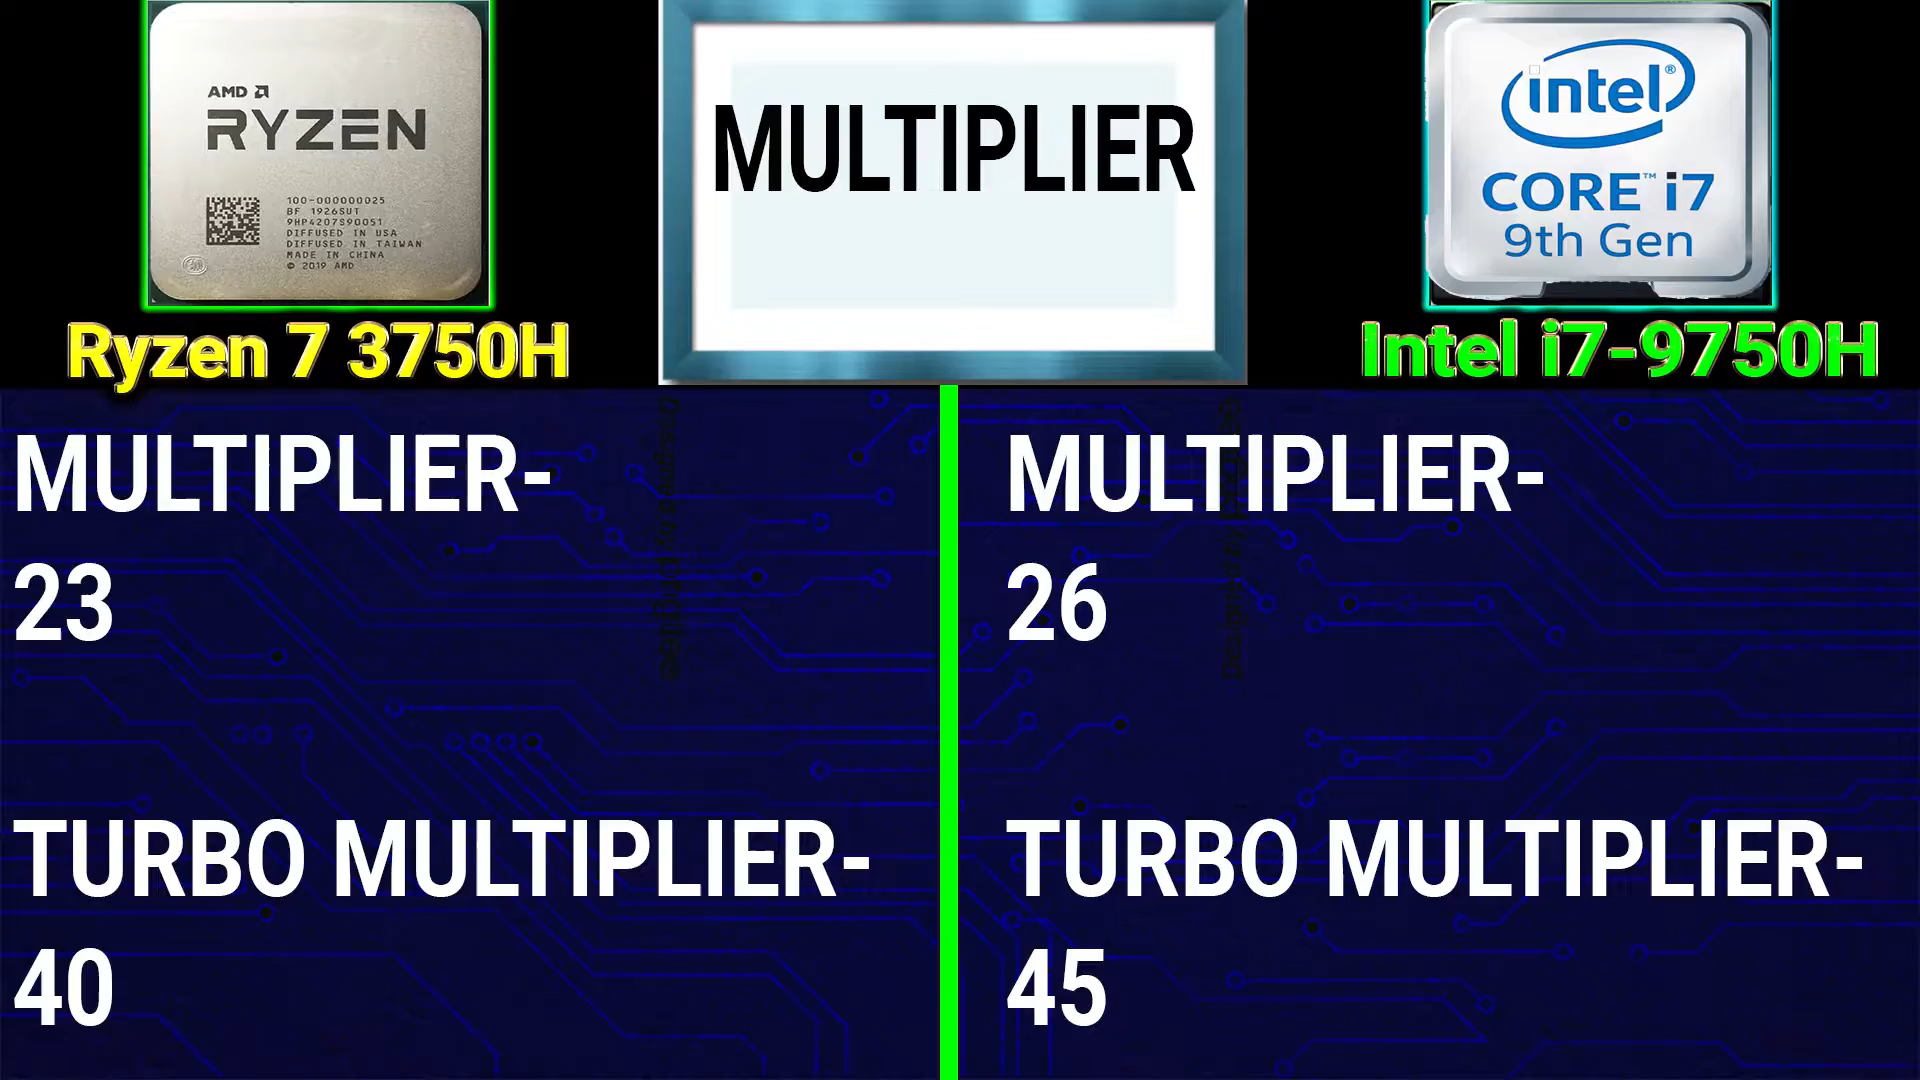 AMD
RYZEN
100-000000025
BF 1926SUT
9HP4207S90051
DIFFUSED IN USA
DIFFUSED IN TAIWAN
MADE IN CHINA
© 2019 AMD
Ryzen 7 3750H
MULTIPLIER
intel®
CORE™ i7
9th Gen
Intel i7-9750H
MULTIPLIER-
23
TURBO MULTIPLIER-
40
MULTIPLIER-
26
TURBO MULTIPLIER-
45